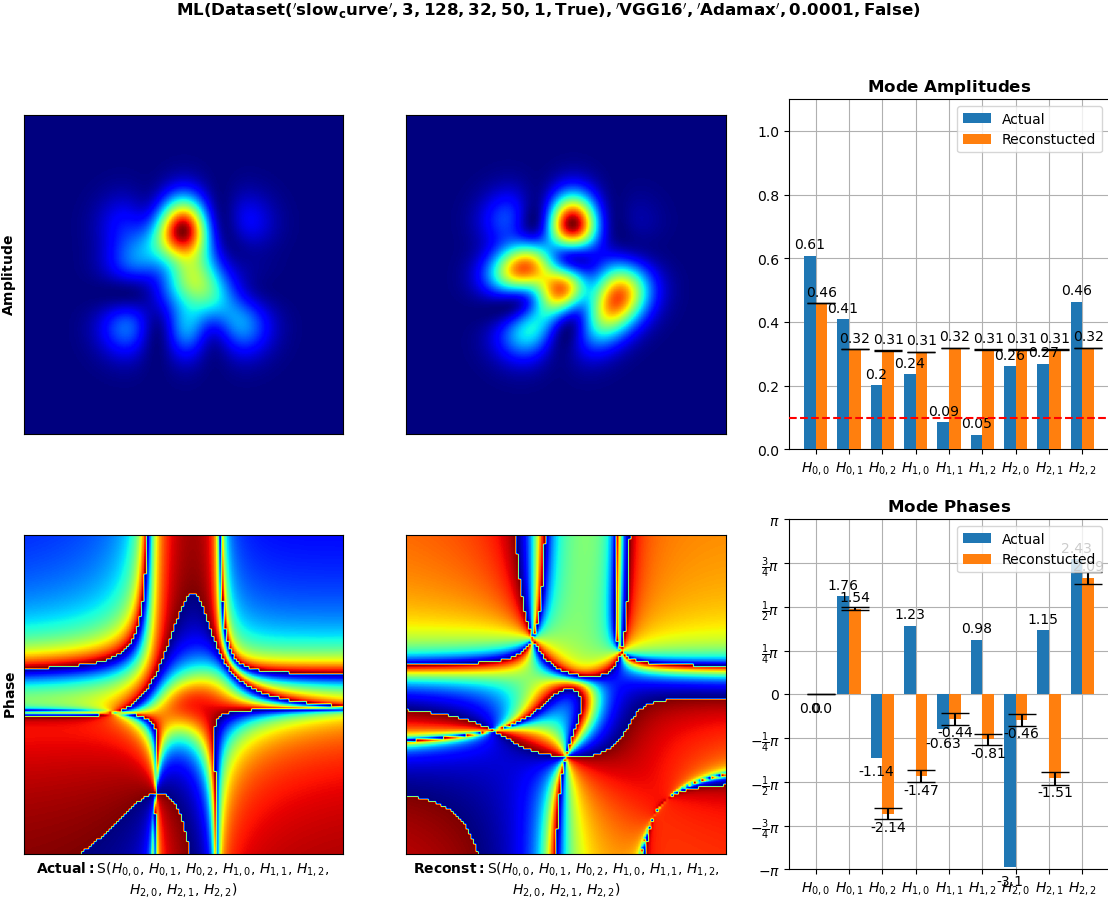 ML(Dataset('slow_curve', 3, 128, 32, 50, 1, True), 'VGG16', 'Adamax', 0.0001, False)
Amplitude
Mode Amplitudes
Actual
Reconstucted
1.0
0.8
0.6
0.4
0.2
0.0
0.61
0.46
0.41
0.32
0.2
0.31
0.24
0.31
0.09
0.32
0.05
0.31
0.26
0.31
0.27
0.31
0.46
0.32
H0,0 H0,1 H0,2 H1,0 H1,1 H1,2 H2,0 H2,1 H2,2
Phase
Actual: S(H0,0, H0,1, H0,2, H1,0, H1,1, H1,2,
H2,0, H2,1, H2,2)
Reconst: S(H0,0, H0,1, H0,2, H1,0, H1,1, H1,2,
H2,0, H2,1, H2,2)
Mode Phases
Actual
Reconstucted
π
3/4π
1/2π
1/4π
0
−1/4π
−1/2π
−3/4π
−π
0.0
0.0
1.76
1.54
-1.14
-2.14
1.23
-1.47
-0.63
-0.44
0.98
-0.81
-3.1
-0.46
1.15
-1.51
2.43
H0,0 H0,1 H0,2 H1,0 H1,1 H1,2 H2,0 H2,1 H2,2